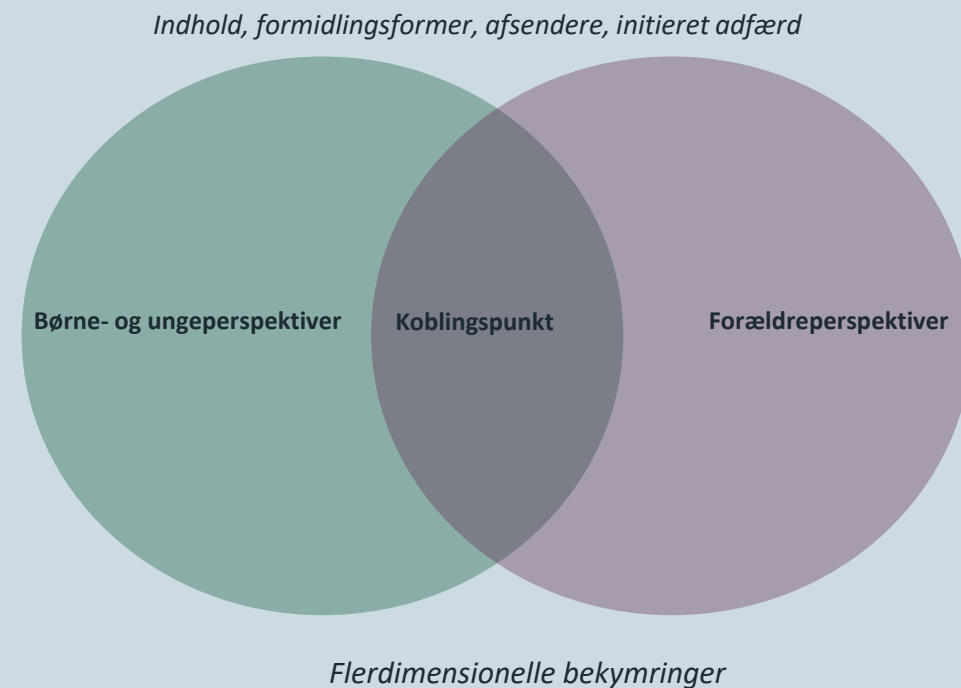 Indhold, formidlingsformer, afsendere, initieret adfærd
Børne- og ungeperspektiver
Koblingspunkt
Forældreperspektiver
Flerdimensionelle bekymringer